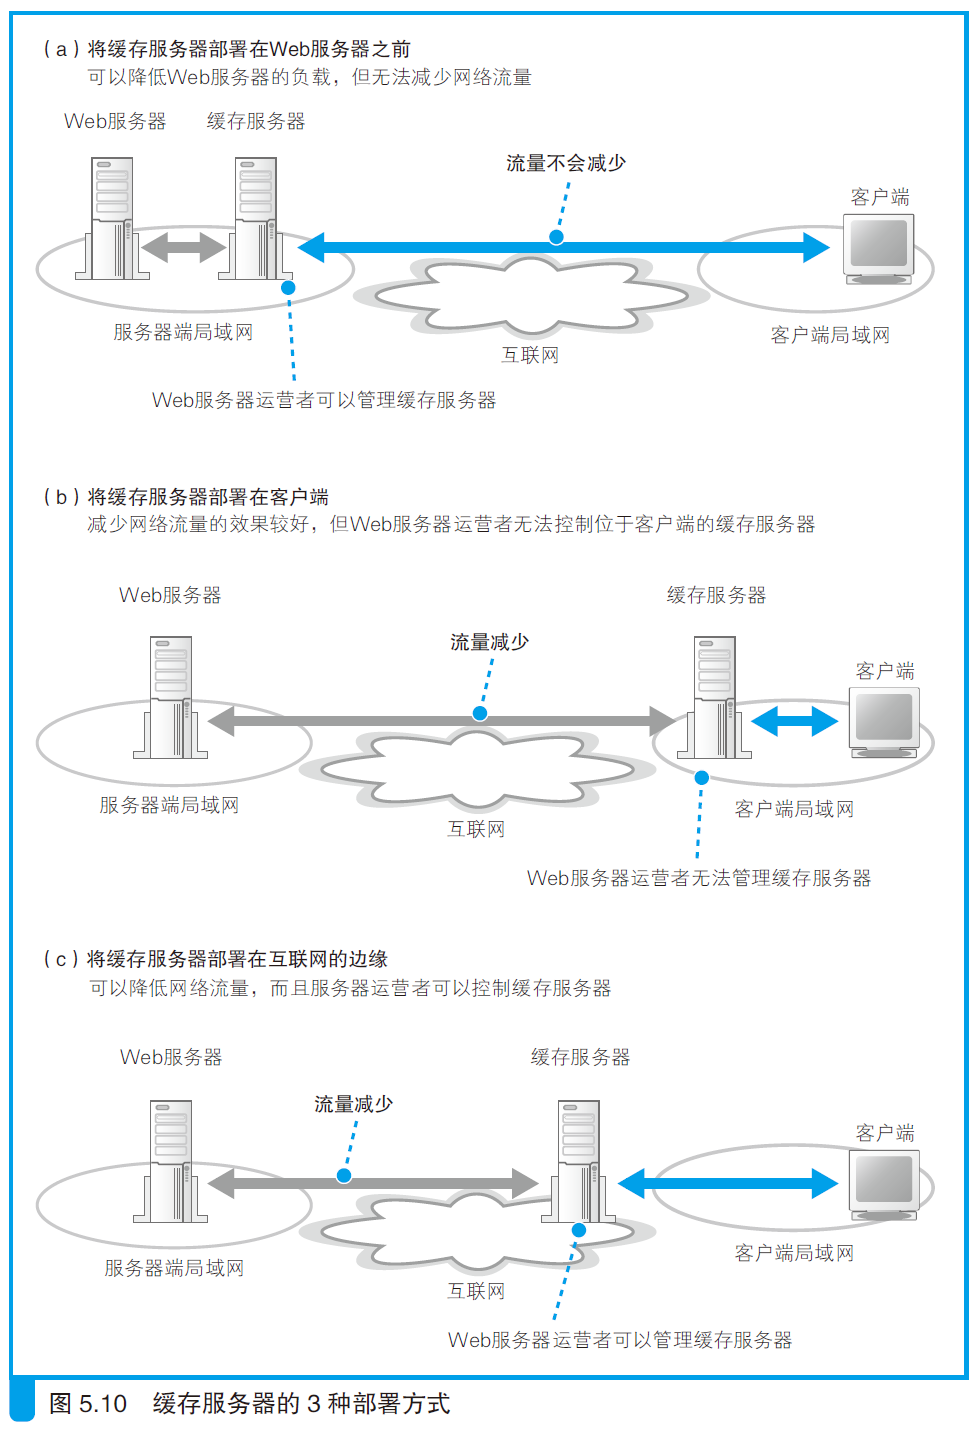 （a）将缓存服务器部署在Web服务器之前
可以降低Web服务器的负载，但无法减少网络流量
Web服务器
缓存服务器
流量不会减少
客户端
服务器端局域网
客户端局域网
互联网
Web服务器运营者可以管理缓存服务器
（b）将缓存服务器部署在客户端
减少网络流量的效果较好，但Web服务器运营者无法控制位于客户端的缓存服务器
Web服务器
缓存服务器
流量减少
客户端
服务器端局域网
客户端局域网
互联网
Web服务器运营者无法管理缓存服务器
（c）将缓存服务器部署在互联网的边缘
可以降低网络流量，而且服务器运营者可以控制缓存服务器
Web服务器
缓存服务器
流量减少
客户端
服务器端局域网
客户端局域网
互联网
Web服务器运营者可以管理缓存服务器
图 5.10 缓存服务器的 3 种部署方式